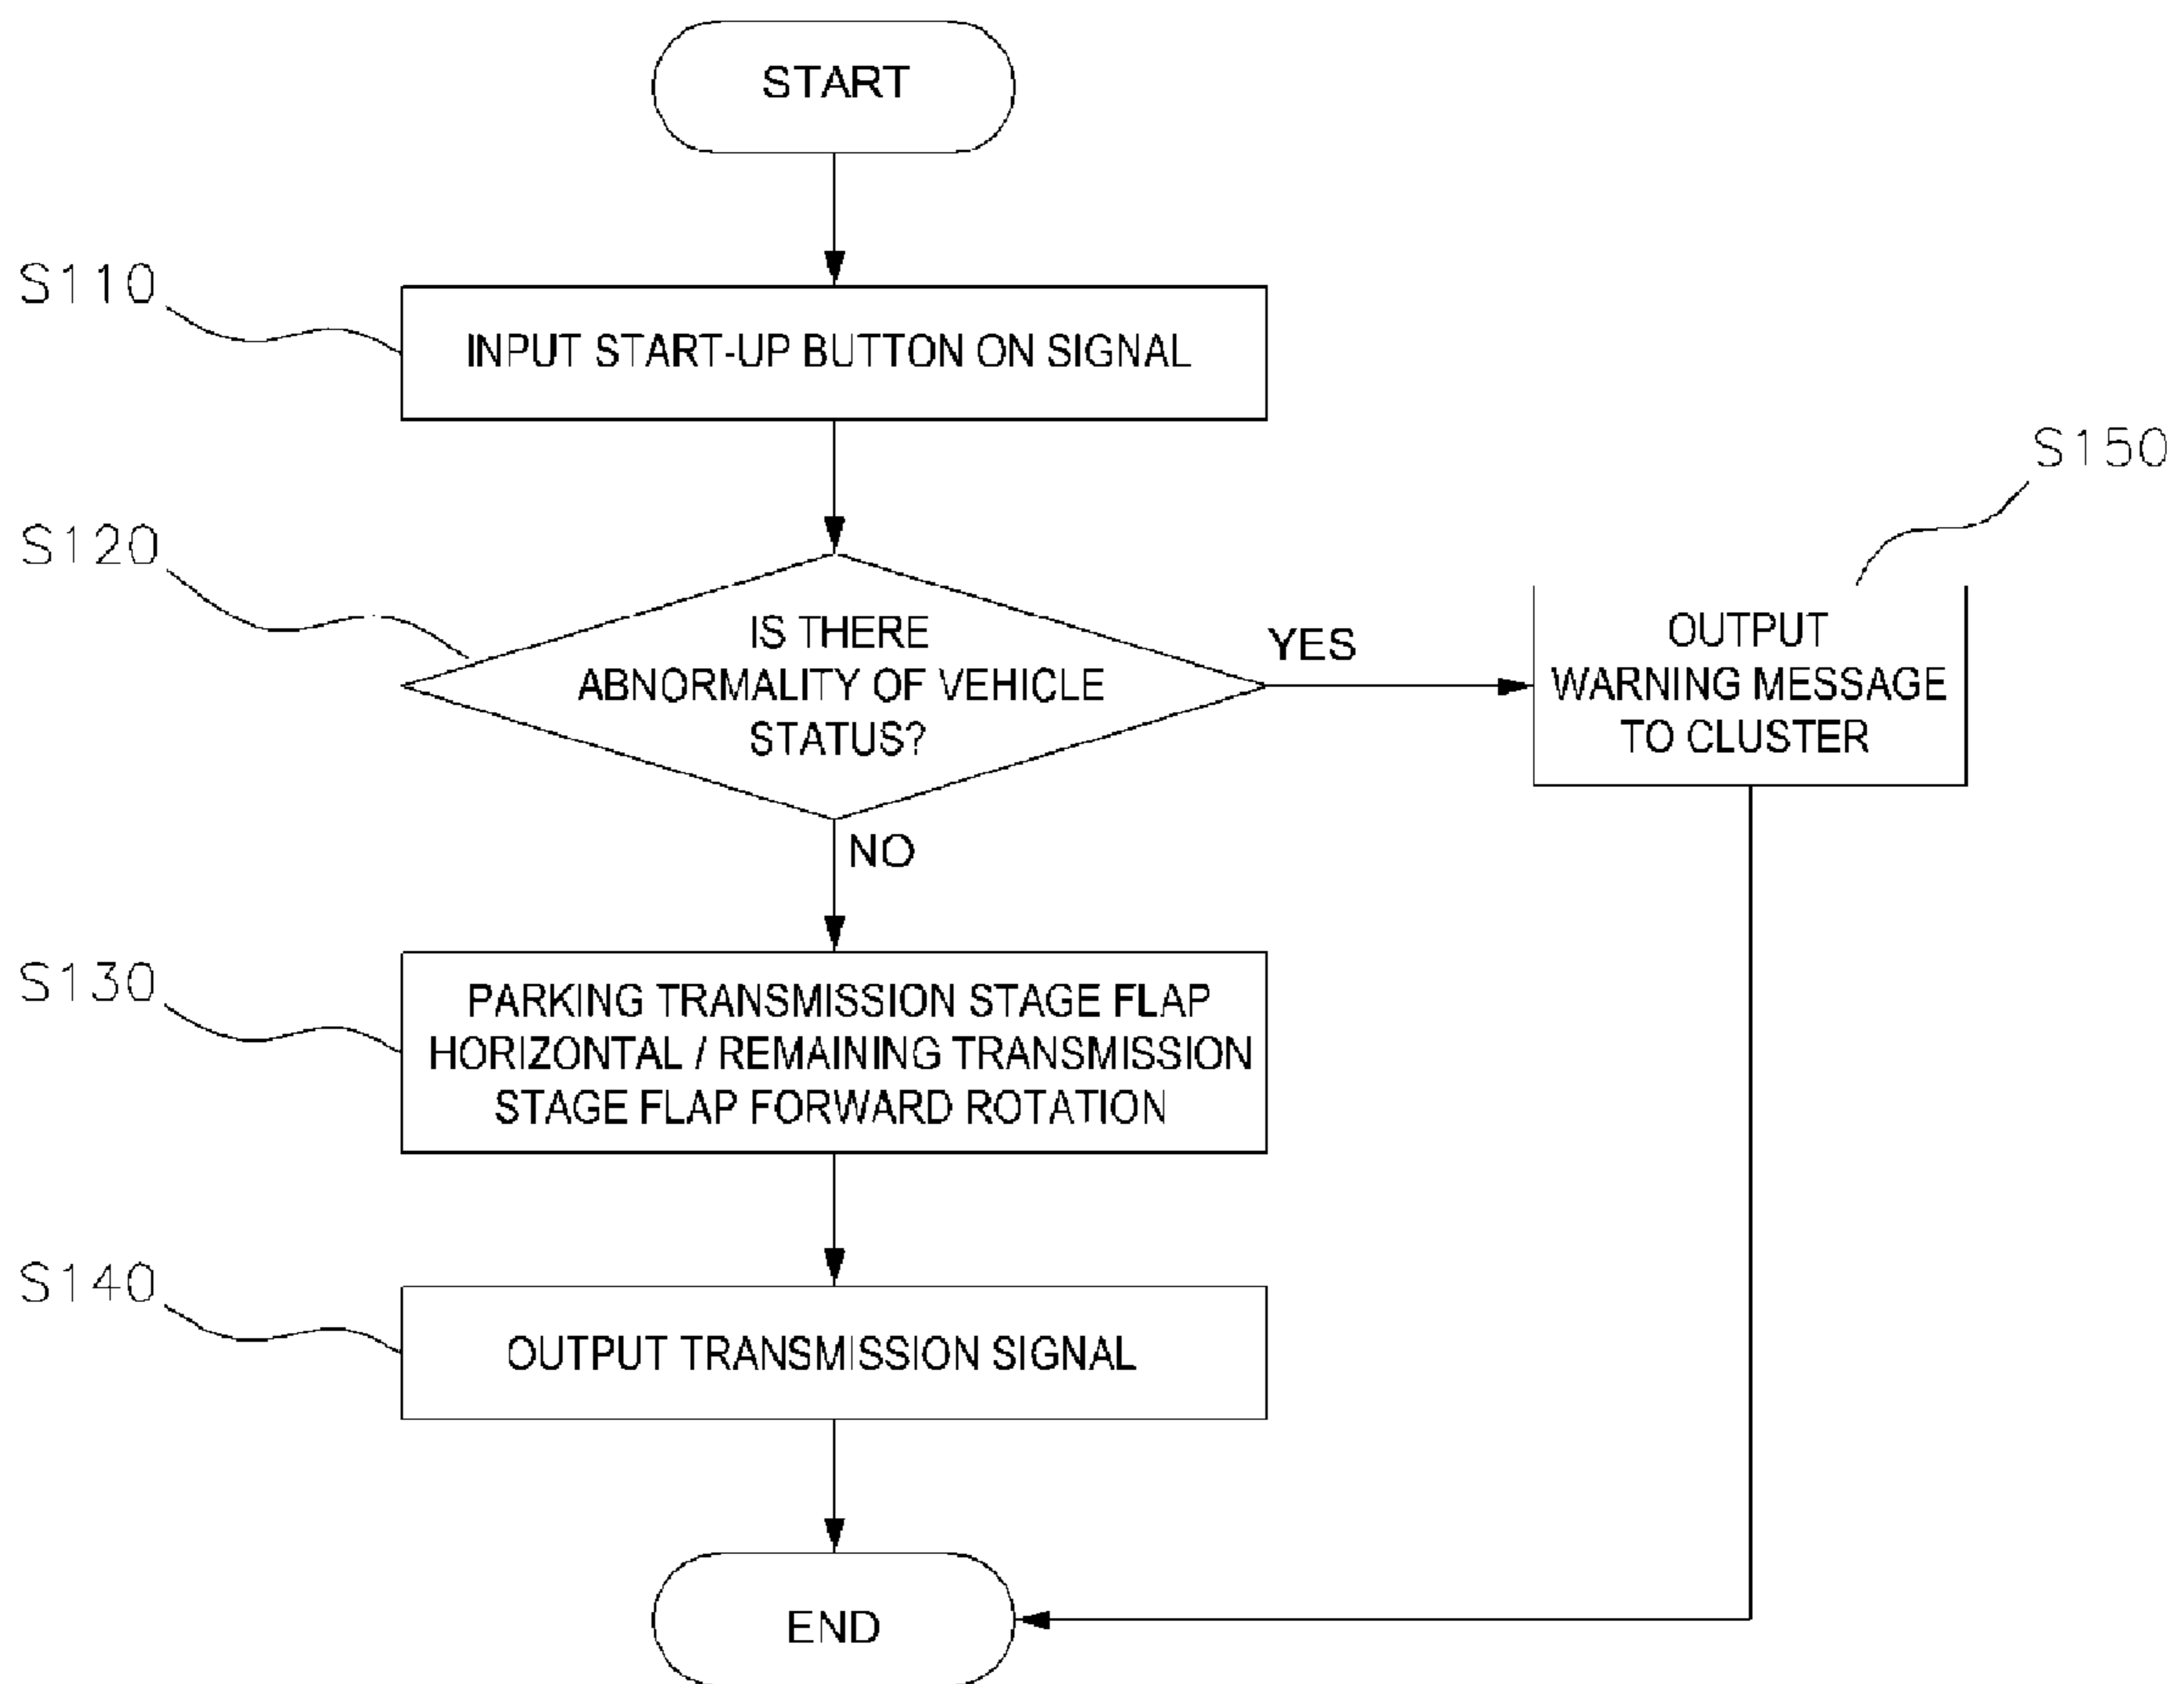 START
S110
INPUT START-UP BUTTON ON SIGNAL
S150
S120
IS THERE
ABNORMALITY OF VEHICLE
STATUS?
YES
OUTPUT
WARNING MESSAGE
TO CLUSTER
NO
S130
PARKING TRANSMISSION STAGE FLAP
HORIZONTAL / REMAINING TRANSMISSION
STAGE FLAP FORWARD ROTATION
S140
OUTPUT TRANSMISSION SIGNAL
END